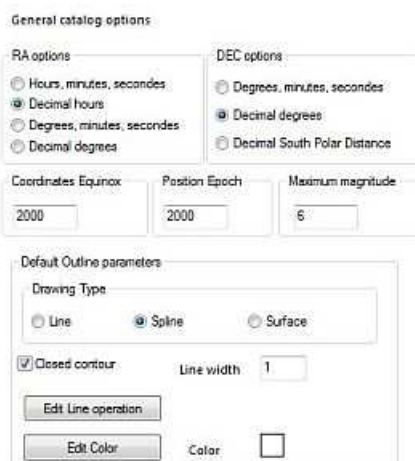 General catalog options
RA options
Hours, minutes, secondes
Decimal hours
Degrees, minutes, secondes
Decimal degrees
DEC options
Degrees, minutes, secondes
Decimal degrees
Decimal South Polar Distance
Coordinates Equinox
2000
Position Epoch
2000
Maximum magnitude
6
Default Outline parameters
Drawing Type
Line
Spline
Surface
Closed contour
Line width
1
Edit Line operation
Edit Color
Color